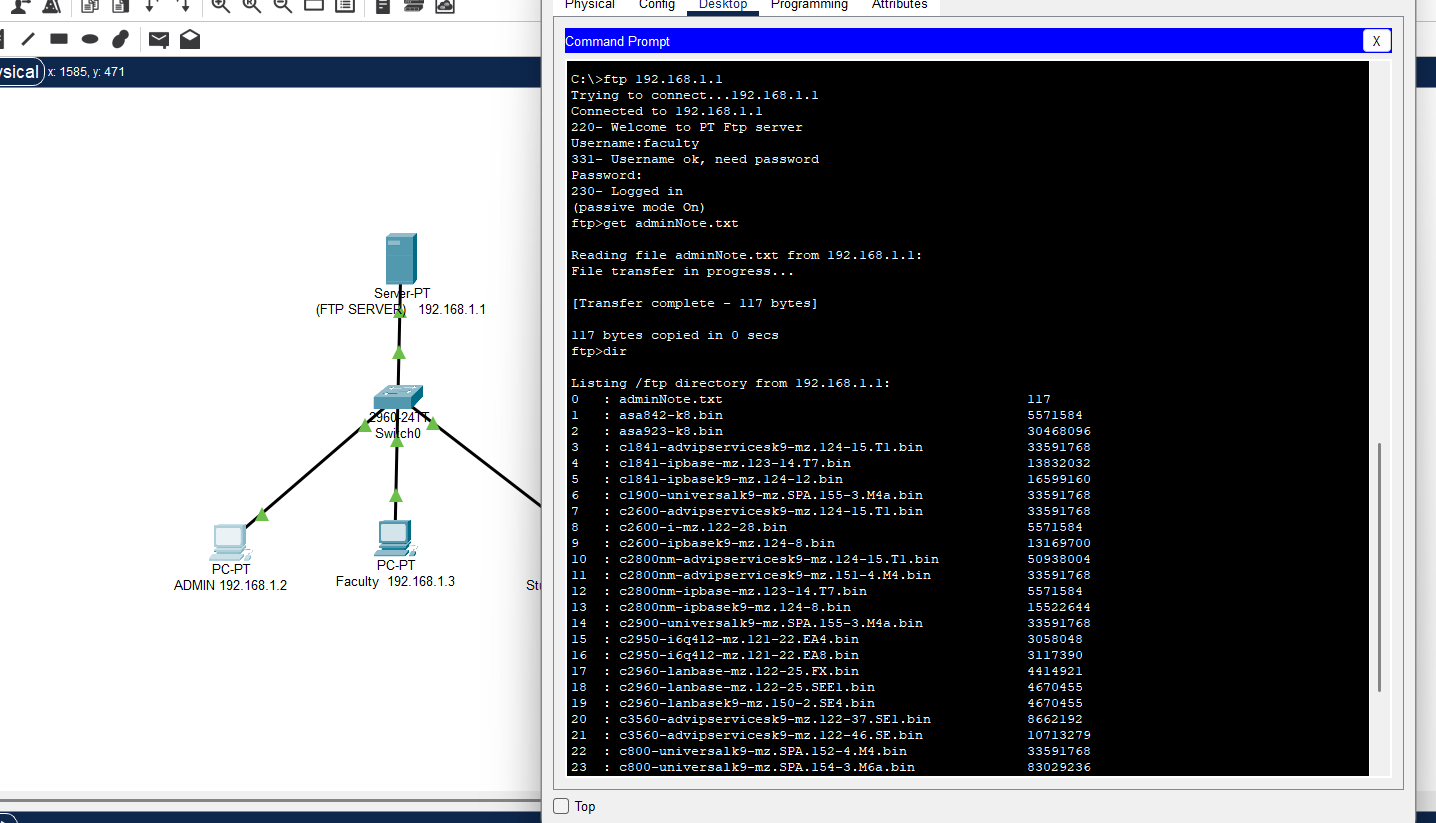 Physical Config Desktop Programming Attributes
Command Prompt
X
sical x: 1585, y: 471
C:\>ftp 192.168.1.1
Trying to connect...192.168.1.1
Connected to 192.168.1.1
220- Welcome to PT Ftp server
Username:faculty
331- Username ok, need password
Password:
230- Logged in
(passive mode On)
ftp>get adminNote.txt
Reading file adminNote.txt from 192.168.1.1:
File transfer in progress...
[Transfer complete - 117 bytes]
117 bytes copied in 0 secs
ftp>dir
Listing /ftp directory from 192.168.1.1:
0 : adminNote.txt 117
1 : asa842-k8.bin 5571584
2 : asa923-k8.bin 30468096
3 : c1841-advipservicesk9-mz.124-15.T1.bin 33591768
4 : c1841-ipbase-mz.123-14.T7.bin 13832032
5 : c1841-ipbasek9-mz.124-12.bin 16599160
6 : c1900-universalk9-mz.SPA.155-3.M4a.bin 33591768
7 : c2600-advipservicesk9-mz.124-15.T1.bin 33591768
8 : c2600-i-mz.122-28.bin 5571584
9 : c2600-ipbasek9-mz.124-8.bin 13169700
10 : c2800nm-advipservicesk9-mz.124-15.T1.bin 50938004
11 : c2800nm-advipservicesk9-mz.151-4.M4.bin 33591768
12 : c2800nm-ipbase-mz.123-14.T7.bin 5571584
13 : c2800nm-ipbasek9-mz.124-8.bin 15522644
14 : c2900-universalk9-mz.SPA.155-3.M4a.bin 33591768
15 : c2950-i6q4l2-mz.121-22.EA4.bin 3058048
16 : c2950-i6q4l2-mz.121-22.EA8.bin 3117390
17 : c2960-lanbase-mz.122-25.FX.bin 4414921
18 : c2960-lanbase-mz.122-25.SEE1.bin 4670455
19 : c2960-lanbasek9-mz.150-2.SE4.bin 4670455
20 : c3560-advipservicesk9-mz.122-37.SE1.bin 8662192
21 : c3560-advipservicesk9-mz.122-46.SE.bin 10713279
22 : c800-universalk9-mz.SPA.152-4.M4.bin 33591768
23 : c800-universalk9-mz.SPA.154-3.M6a.bin 83029236
Top
Server-PT
(FTP SERVER) 192.168.1.1
2960-24TT
Switch0
PC-PT
ADMIN 192.168.1.2
PC-PT
Faculty 192.168.1.3